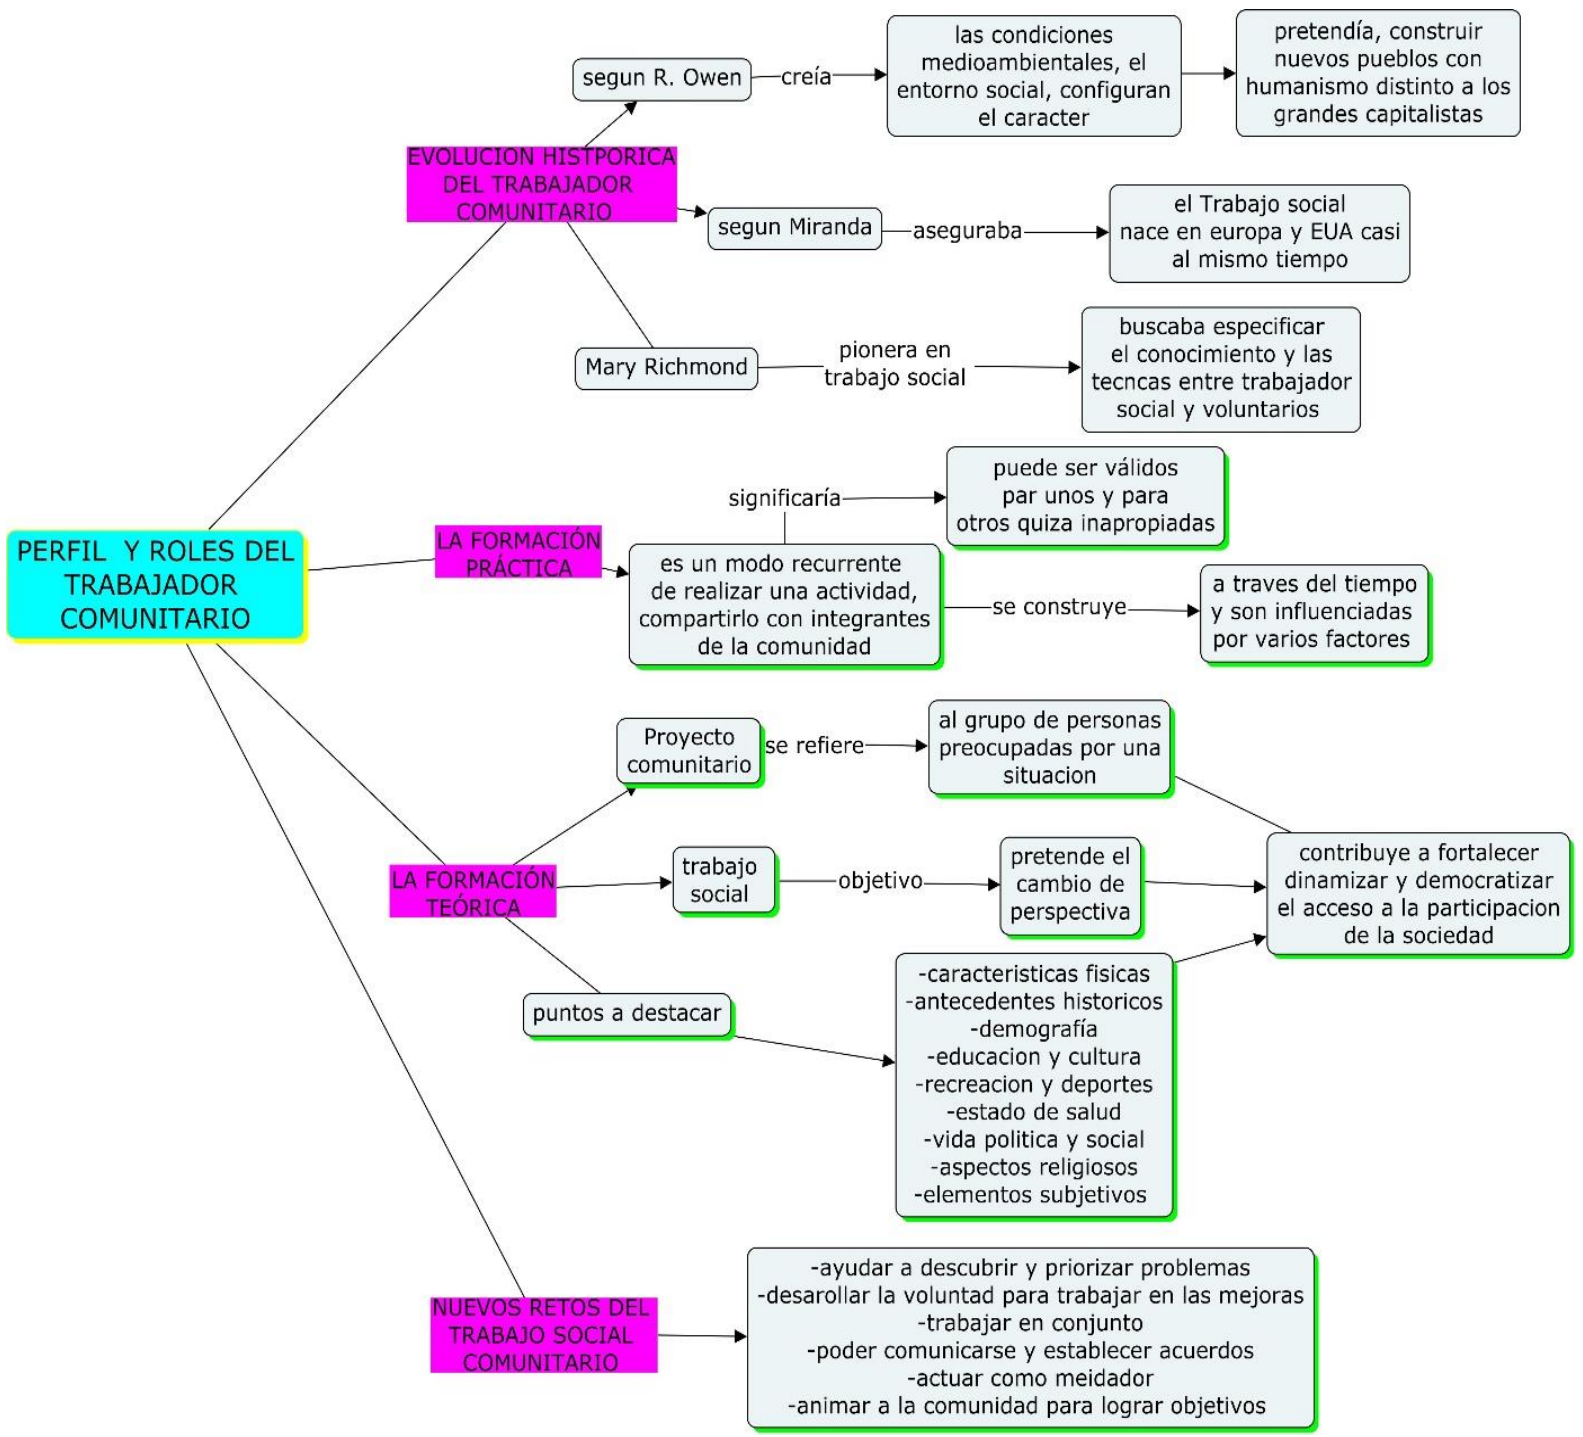 PERFIL Y ROLES DEL
TRABAJADOR
COMUNITARIO
EVOLUCION HISTPORICA
DEL TRABAJADOR
COMUNITARIO
segun R. Owen
creía
las condiciones
medioambientales, el
entorno social, configuran
el caracter
pretendía, construir
nuevos pueblos con
humanismo distinto a los
grandes capitalistas
segun Miranda
aseguraba
el Trabajo social
nace en europa y EUA casi
al mismo tiempo
Mary Richmond
pionera en
trabajo social
buscaba especificar
el conocimiento y las
tecncas entre trabajador
social y voluntarios
LA FORMACIÓN
PRÁCTICA
es un modo recurrente
de realizar una actividad,
compartirlo con integrantes
de la comunidad
significaría
puede ser válidos
par unos y para
otros quiza inapropiadas
se construye
a traves del tiempo
y son influenciadas
por varios factores
LA FORMACIÓN
TEÓRICA
Proyecto
comunitario
se refiere
al grupo de personas
preocupadas por una
situacion
trabajo
social
objetivo
pretende el
cambio de
perspectiva
contribuye a fortalecer
dinamizar y democratizar
el acceso a la participacion
de la sociedad
puntos a destacar
-caracteristicas fisicas
-antecedentes historicos
-demografía
-educacion y cultura
-recreacion y deportes
-estado de salud
-vida politica y social
-aspectos religiosos
-elementos subjetivos
NUEVOS RETOS DEL
TRABAJO SOCIAL
COMUNITARIO
-ayudar a descubrir y priorizar problemas
-desarollar la voluntad para trabajar en las mejoras
-trabajar en conjunto
-poder comunicarse y establecer acuerdos
-actuar como meidador
-animar a la comunidad para lograr objetivos